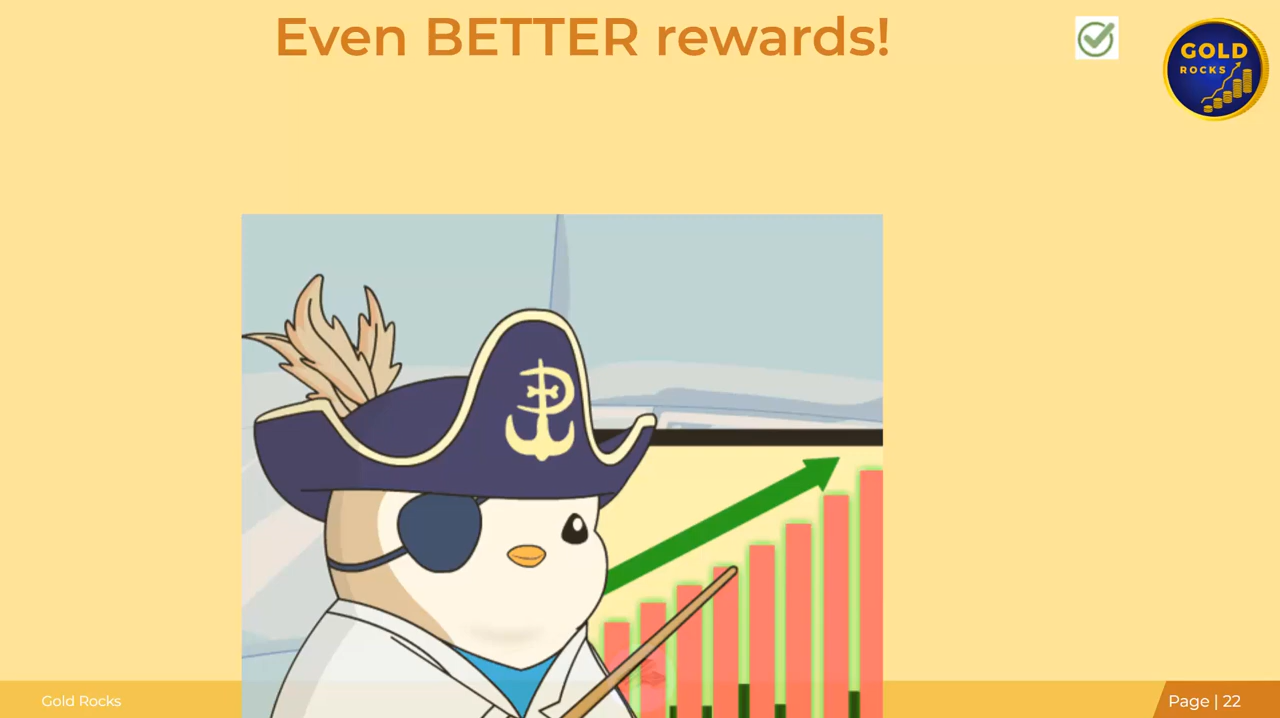 Even BETTER rewards!
GOLD
ROCKS
Gold Rocks
Page | 22